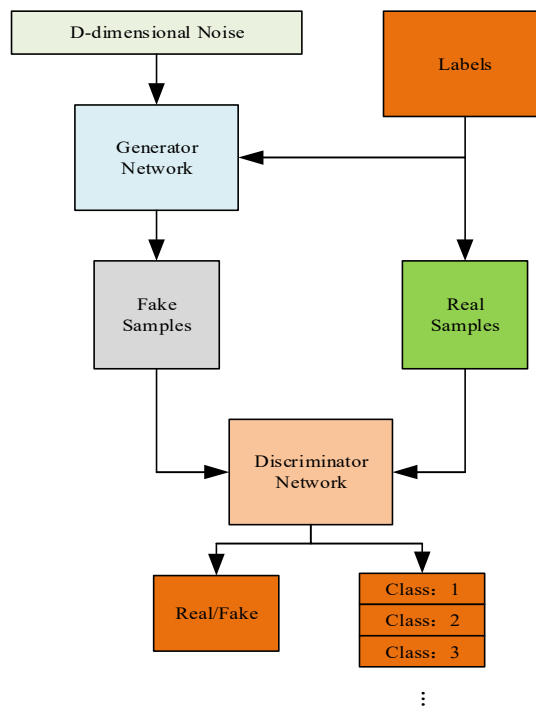 D-dimensional Noise
Labels
Generator
Network
Fake
Samples
Real
Samples
Discriminator
Network
Real/Fake
Class：1
Class：2
Class：3
⋮